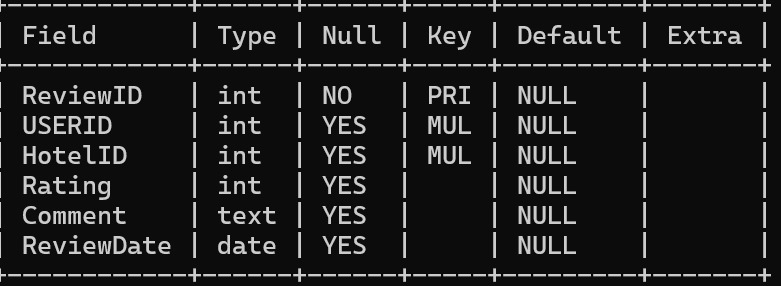 +------------+------+------+-----+---------+-------+
| Field      | Type | Null | Key | Default | Extra |
+------------+------+------+-----+---------+-------+
| ReviewID   | int  | NO   | PRI | NULL    |       |
| USERID     | int  | YES  | MUL | NULL    |       |
| HotelID    | int  | YES  | MUL | NULL    |       |
| Rating     | int  | YES  |     | NULL    |       |
| Comment    | text | YES  |     | NULL    |       |
| ReviewDate | date | YES  |     | NULL    |       |
+------------+------+------+-----+---------+-------+